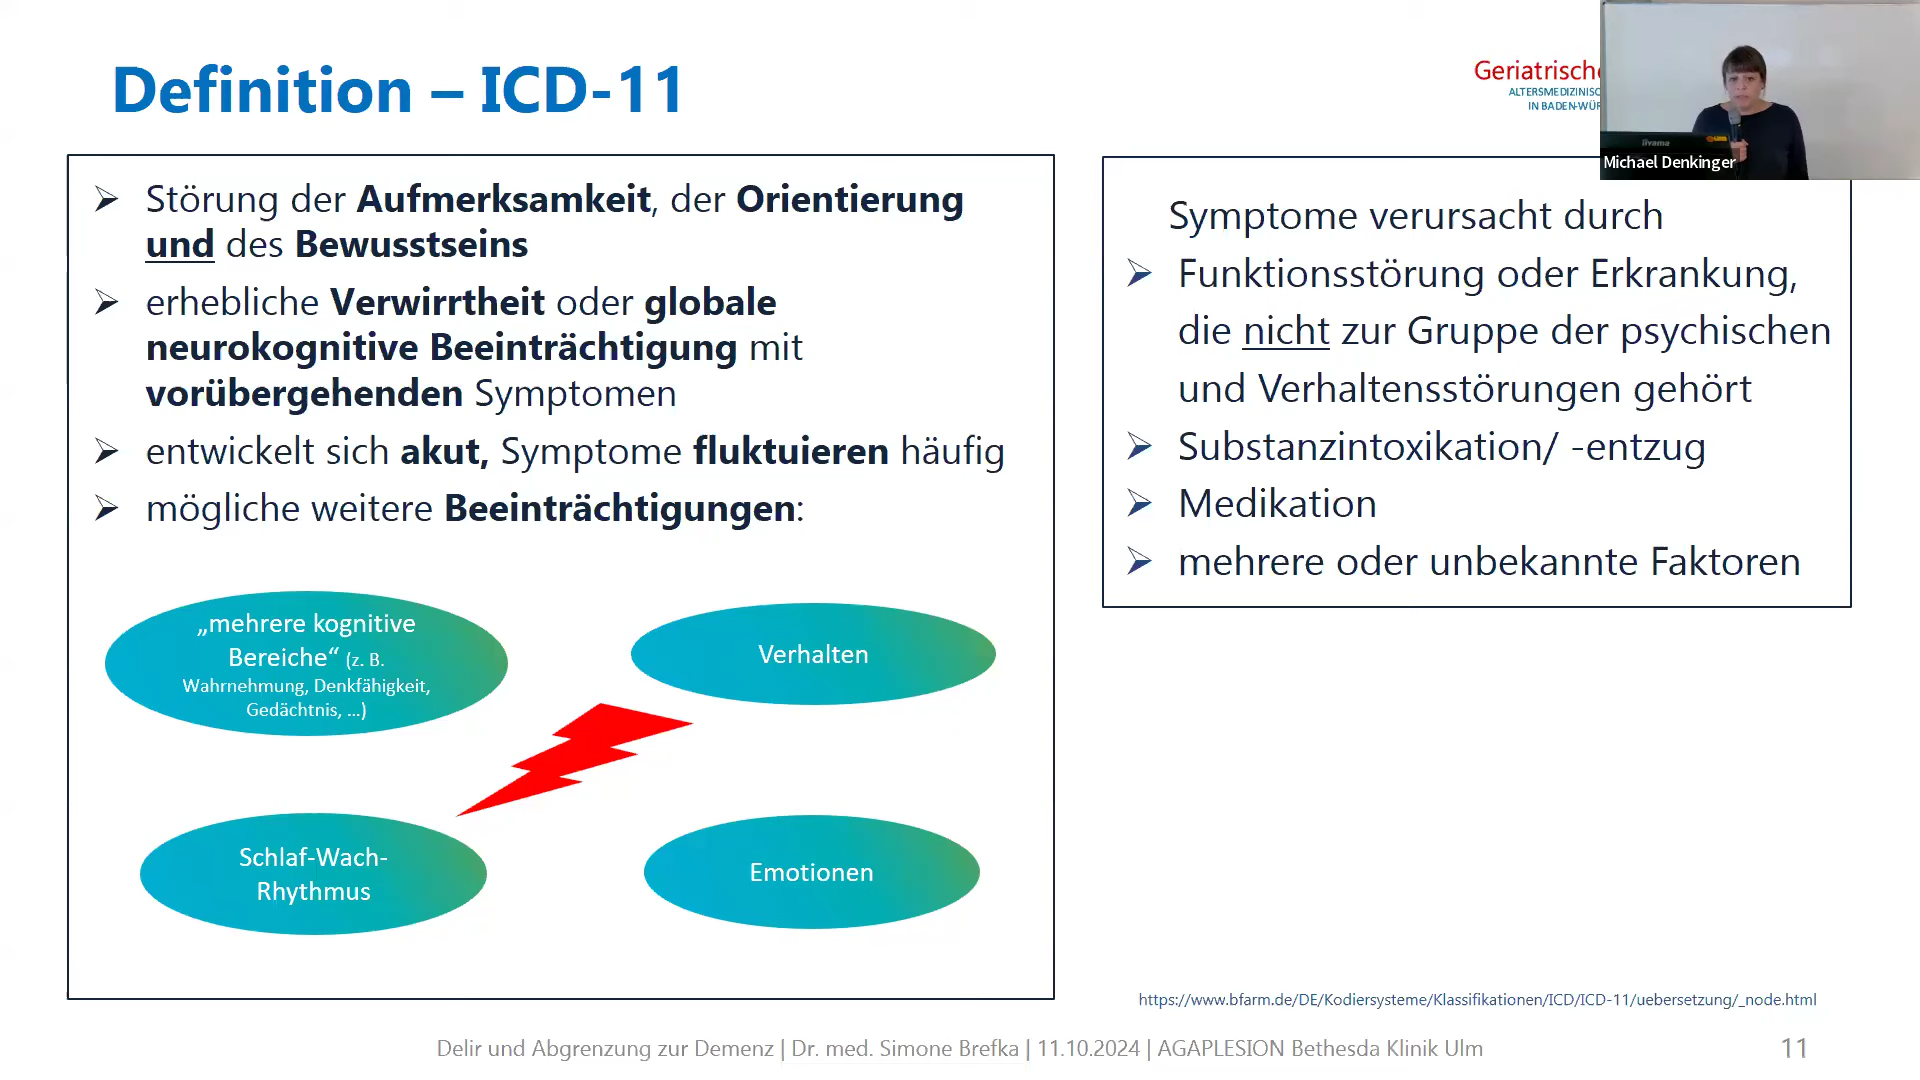 Definition – ICD-11
Geriatrische
ALTERSMEDIZINISC
IN BADEN-WÜR
iiyama
Michael Denkinger
➢ Störung der Aufmerksamkeit, der Orientierung
und des Bewusstseins
➢ erhebliche Verwirrtheit oder globale
neurokognitive Beeinträchtigung mit
vorübergehenden Symptomen
➢ entwickelt sich akut, Symptome fluktuieren häufig
➢ mögliche weitere Beeinträchtigungen:
„mehrere kognitive
Bereiche“ (z. B.
Wahrnehmung, Denkfähigkeit,
Gedächtnis, ...)
Verhalten
Schlaf-Wach-
Rhythmus
Emotionen
Symptome verursacht durch
➢ Funktionsstörung oder Erkrankung,
die nicht zur Gruppe der psychischen
und Verhaltensstörungen gehört
➢ Substanzintoxikation/ -entzug
➢ Medikation
➢ mehrere oder unbekannte Faktoren
https://www.bfarm.de/DE/Kodiersysteme/Klassifikationen/ICD/ICD-11/uebersetzung/_node.html
Delir und Abgrenzung zur Demenz | Dr. med. Simone Brefka | 11.10.2024 | AGAPLESION Bethesda Klinik Ulm
11